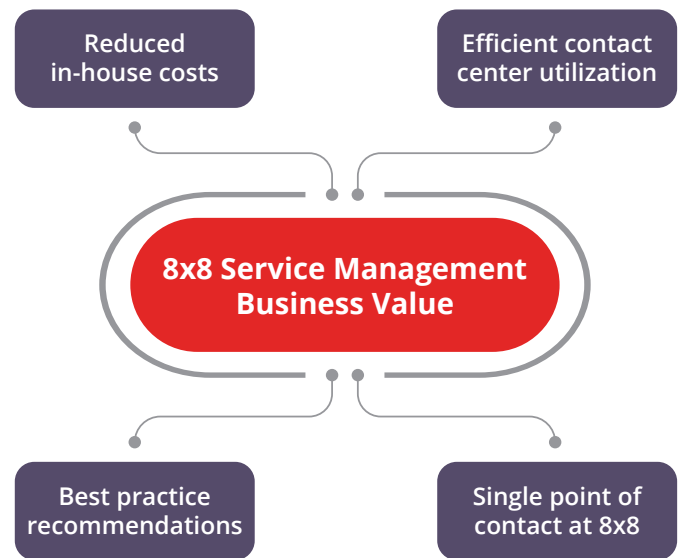 Reduced
in-house costs
Efficient contact
center utilization
8x8 Service Management
Business Value
Best practice
recommendations
Single point of
contact at 8x8